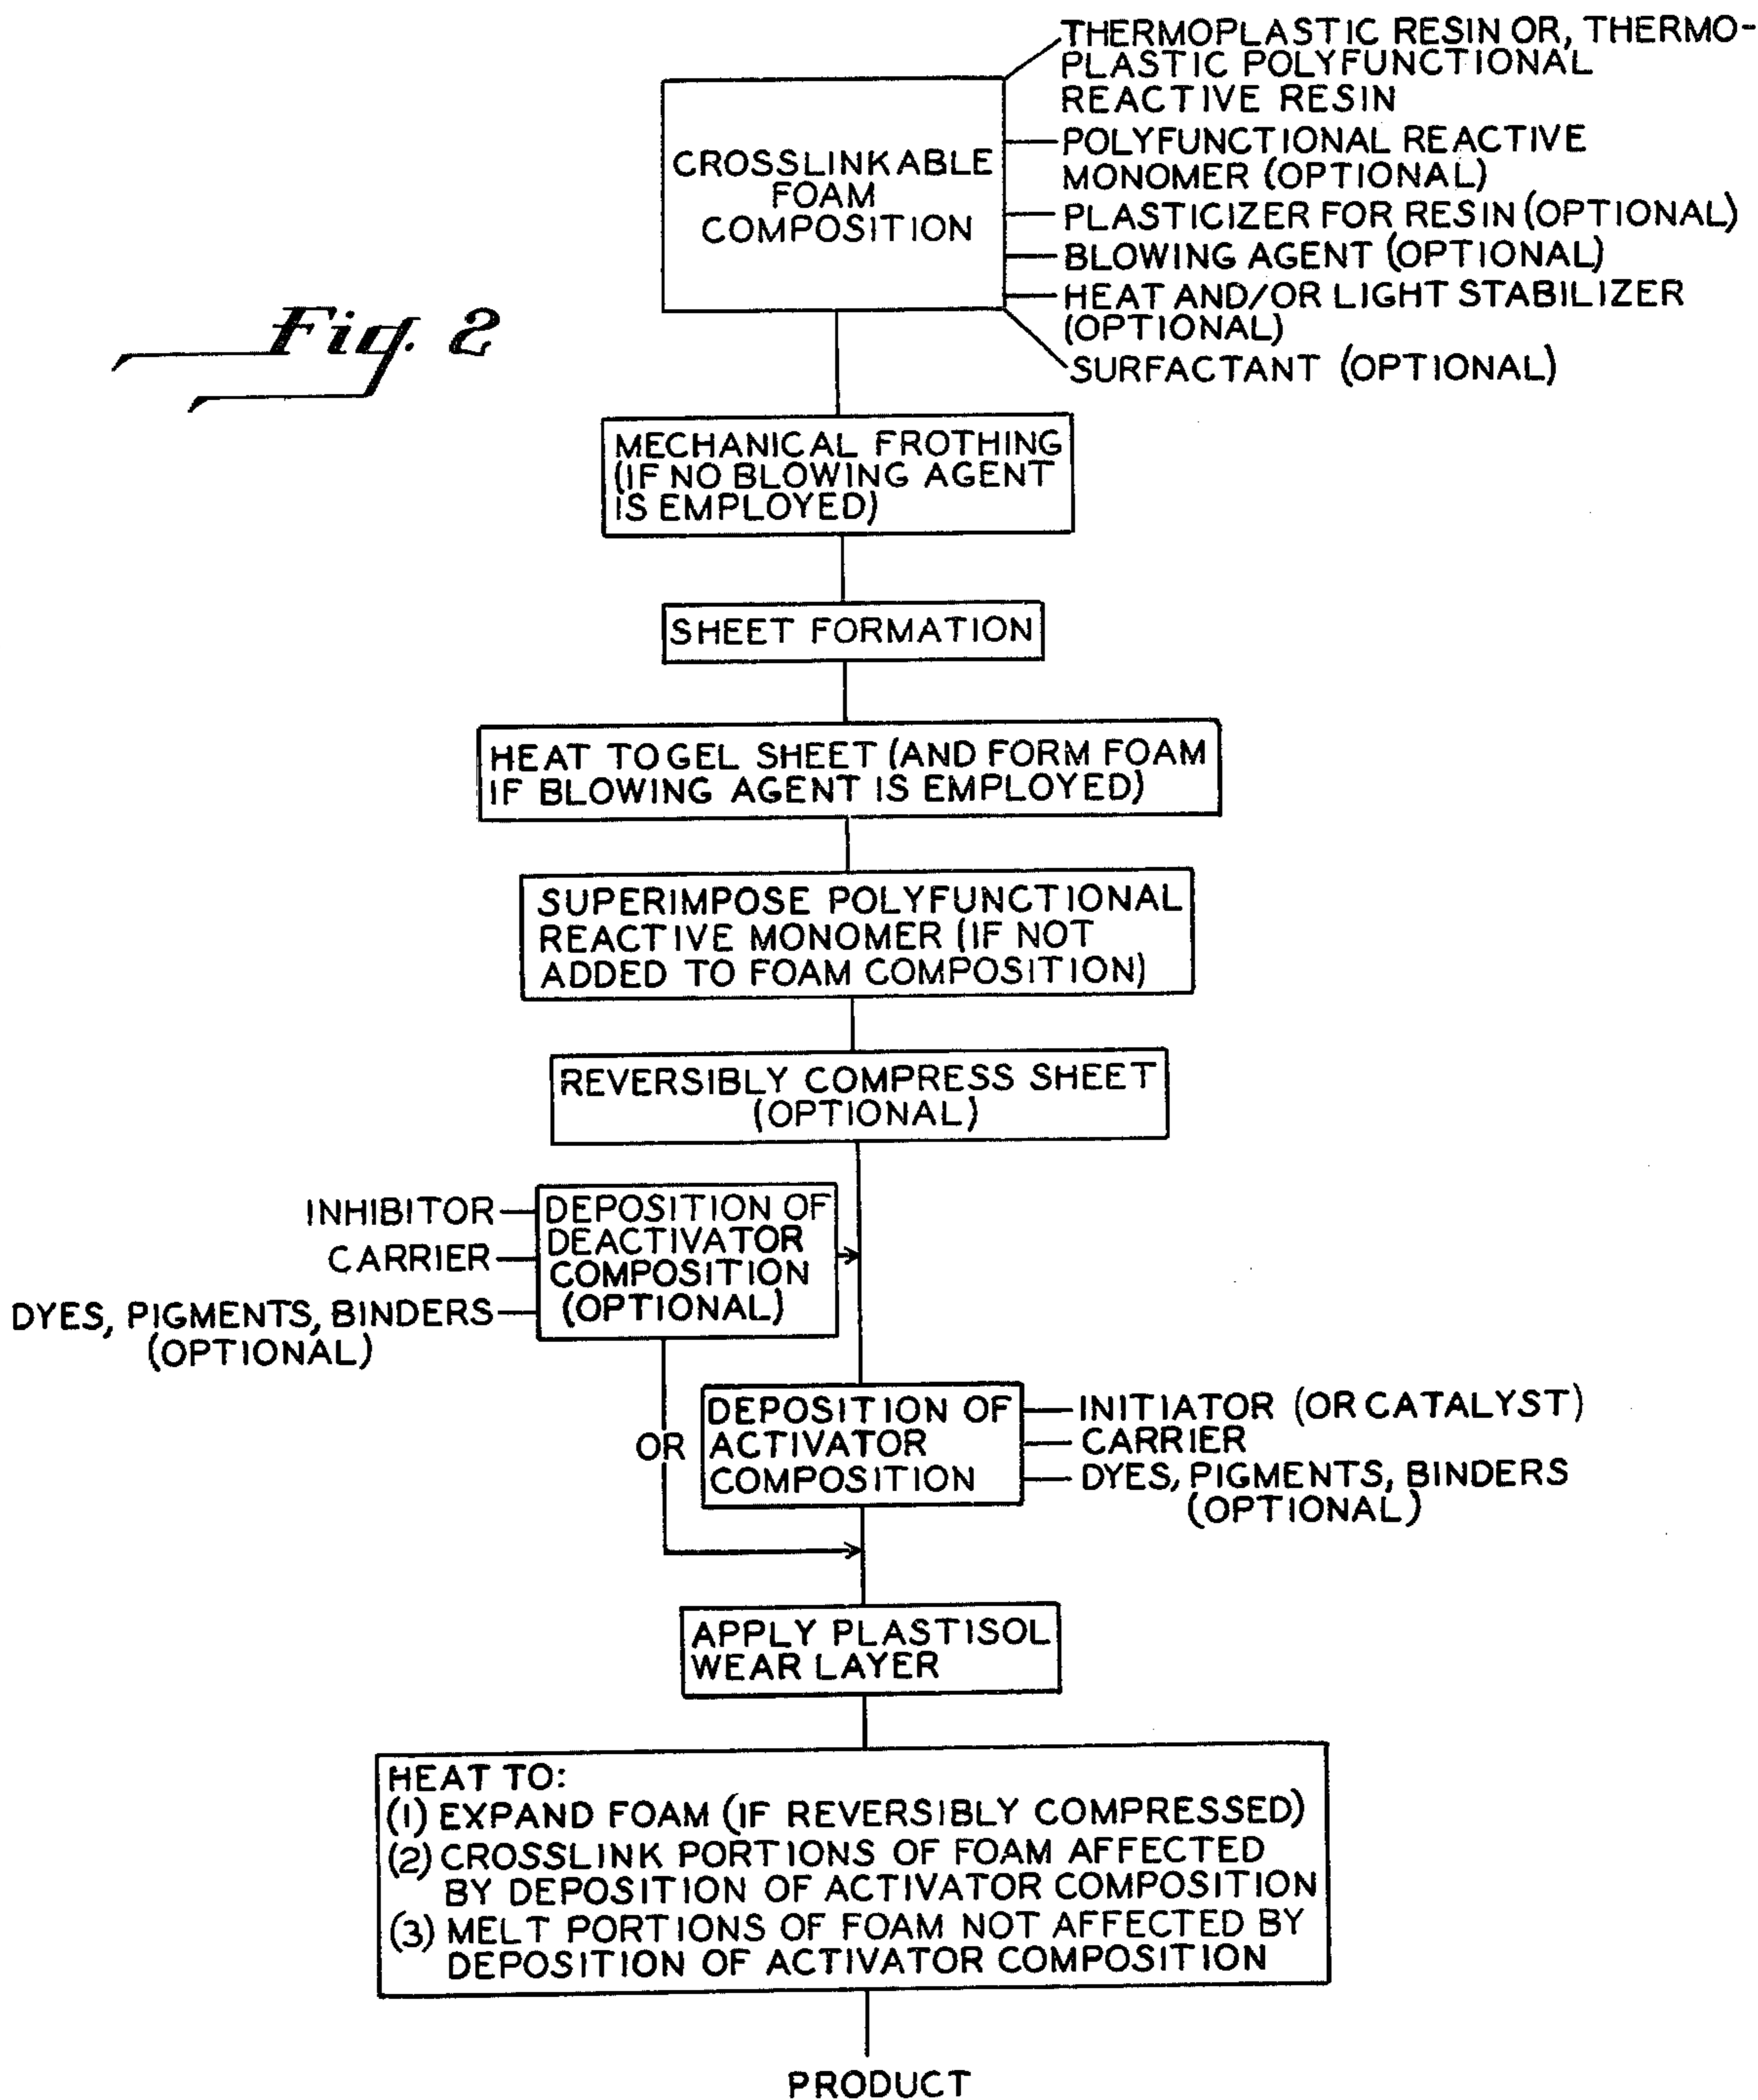 THERMOPLASTIC RESIN OR, THERMO-
PLASTIC POLYFUNCTIONAL
REACTIVE RESIN
CROSSLINKABLE
FOAM
COMPOSITION
POLYFUNCTIONAL REACTIVE
MONOMER (OPTIONAL)
PLASTICIZER FOR RESIN (OPTIONAL)
BLOWING AGENT (OPTIONAL)
HEAT AND/OR LIGHT STABILIZER
(OPTIONAL)
SURFACTANT (OPTIONAL)
Fig. 2
MECHANICAL FROTHING
(IF NO BLOWING AGENT
IS EMPLOYED)
SHEET FORMATION
HEAT TO GEL SHEET (AND FORM FOAM
IF BLOWING AGENT IS EMPLOYED)
SUPERIMPOSE POLYFUNCTIONAL
REACTIVE MONOMER (IF NOT
ADDED TO FOAM COMPOSITION)
REVERSIBLY COMPRESS SHEET
(OPTIONAL)
INHIBITOR
CARRIER
DYES, PIGMENTS, BINDERS
(OPTIONAL)
DEPOSITION OF
DEACTIVATOR
COMPOSITION
(OPTIONAL)
OR
DEPOSITION OF
ACTIVATOR
COMPOSITION
INITIATOR (OR CATALYST)
CARRIER
DYES, PIGMENTS, BINDERS
(OPTIONAL)
APPLY PLASTISOL
WEAR LAYER
HEAT TO:
(1) EXPAND FOAM (IF REVERSIBLY COMPRESSED)
(2) CROSSLINK PORTIONS OF FOAM AFFECTED
BY DEPOSITION OF ACTIVATOR COMPOSITION
(3) MELT PORTIONS OF FOAM NOT AFFECTED BY
DEPOSITION OF ACTIVATOR COMPOSITION
PRODUCT